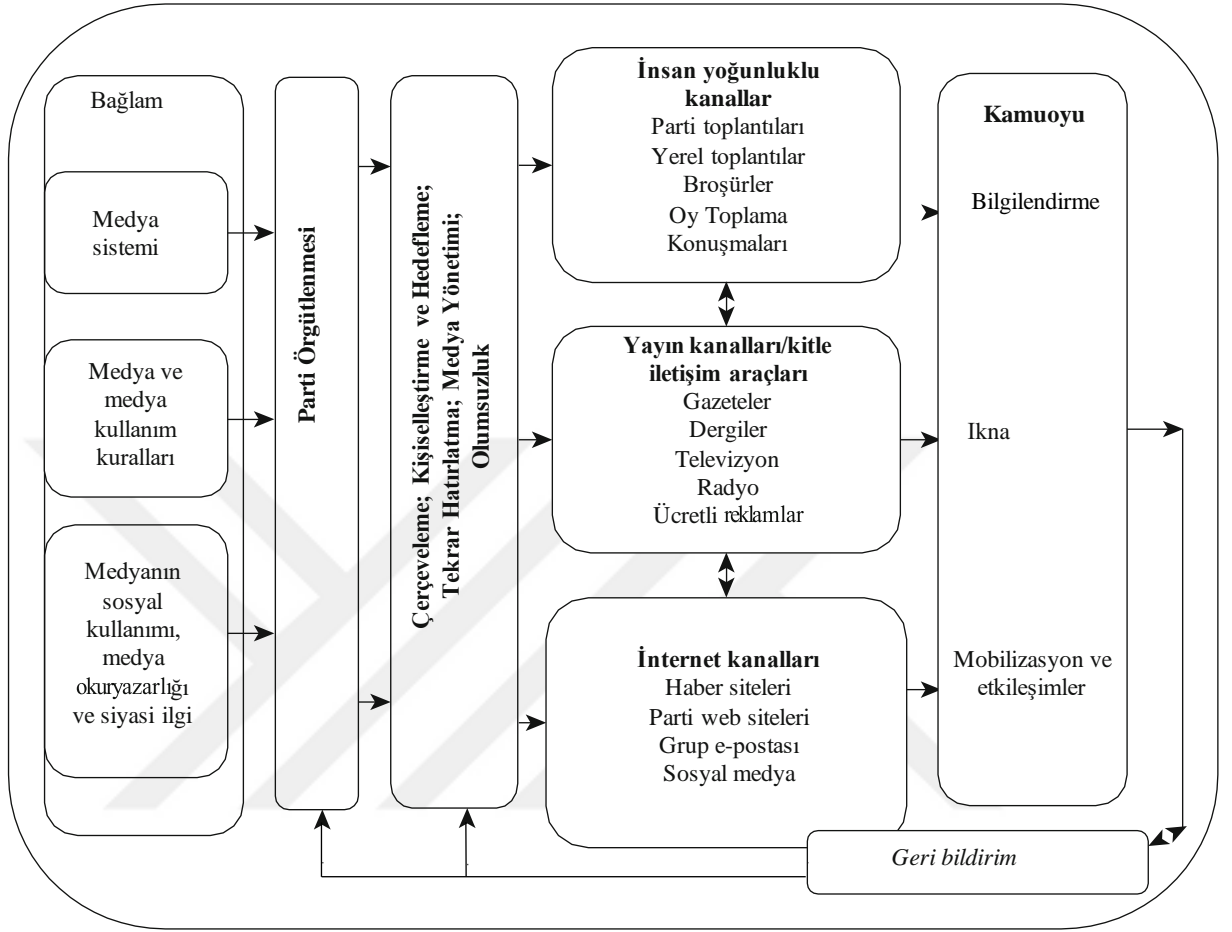 Bağlam
Medya
sistemi
Medya ve
medya
kullanım
kuralları
Medyanın
sosyal
kullanımı,
medya
okuryazarlığı
ve siyasi ilgi
Parti Örgütlenmesi
Çerçeveleme; Kişiselleştirme ve Hedefleme;
Tekrar Hatırlatma; Medya Yönetimi;
Olumsuzluk
İnsan yoğunluklu
kanallar
Parti toplantıları
Yerel toplantılar
Broşürler
Oy Toplama
Konuşmaları
Yayın kanalları/kitle
iletişim araçları
Gazeteler
Dergiler
Televizyon
Radyo
Ücretli reklamlar
İnternet kanalları
Haber siteleri
Parti web siteleri
Grup e-postası
Sosyal medya
Kamuoyu
Bilgilendirme
Ikna
Mobilizasyon ve
etkileşimler
Geri bildirim